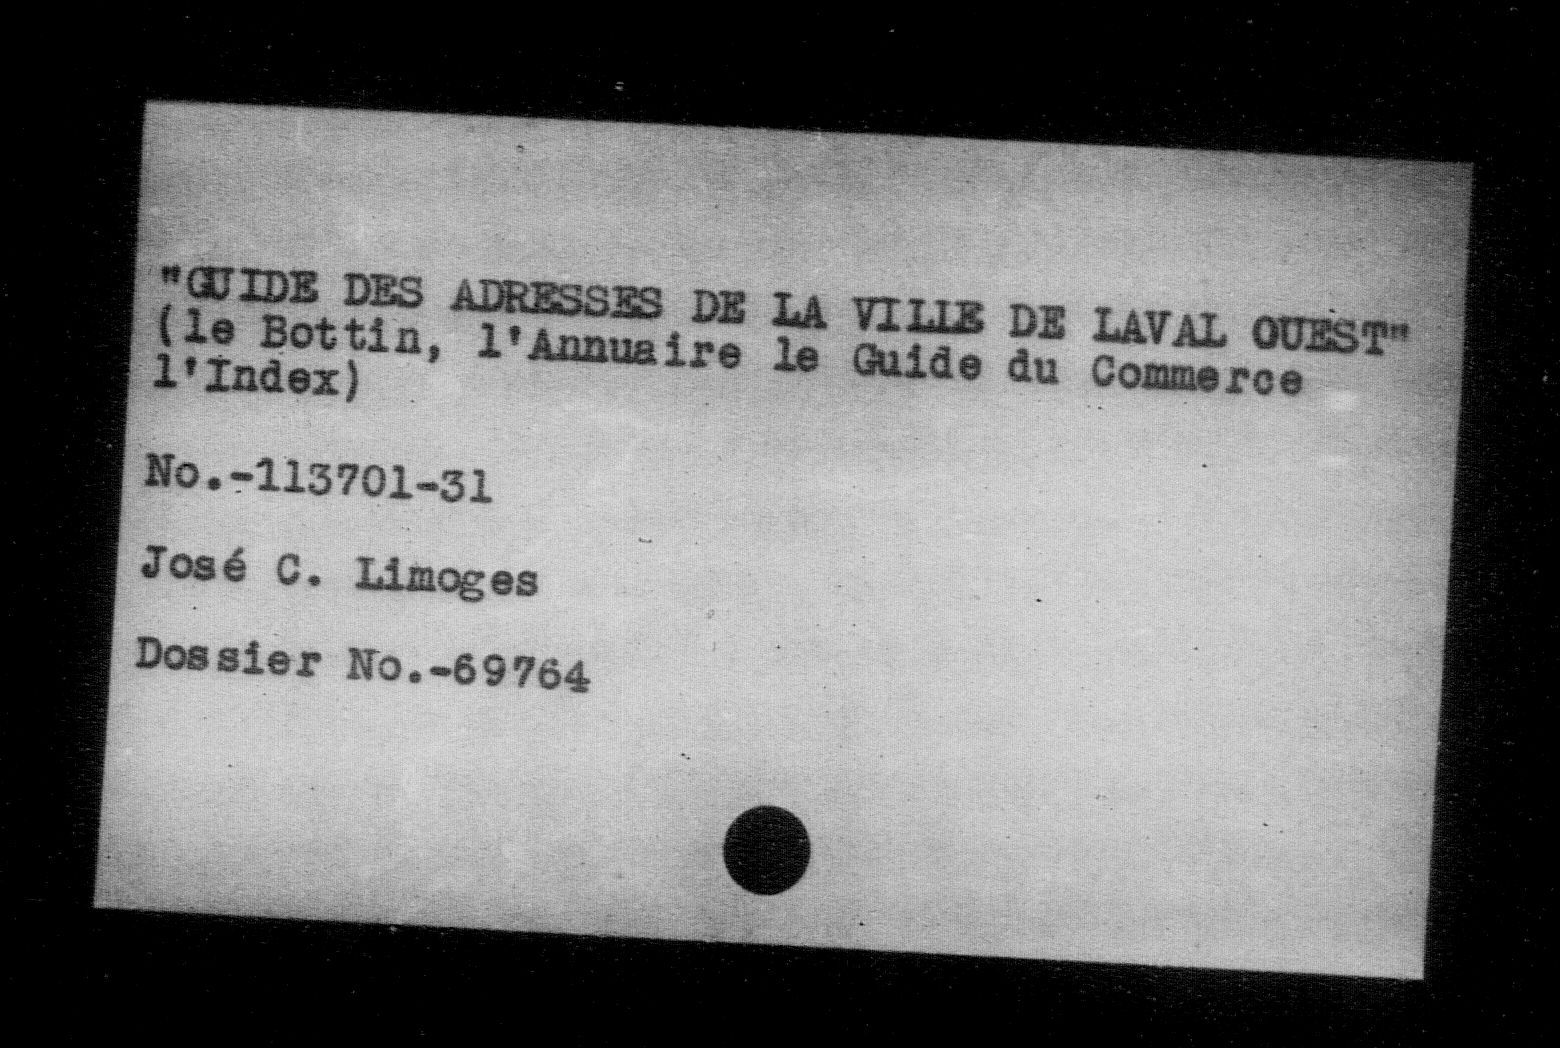 "GUIDE DES ADRESSES DE LA VILLE DE LAVAL OUEST"
(le Bottin, l'Annuaire le Guide du Commerce
l'Index)
No.-113701-31
José C. Limoges
Dossier No.-69764